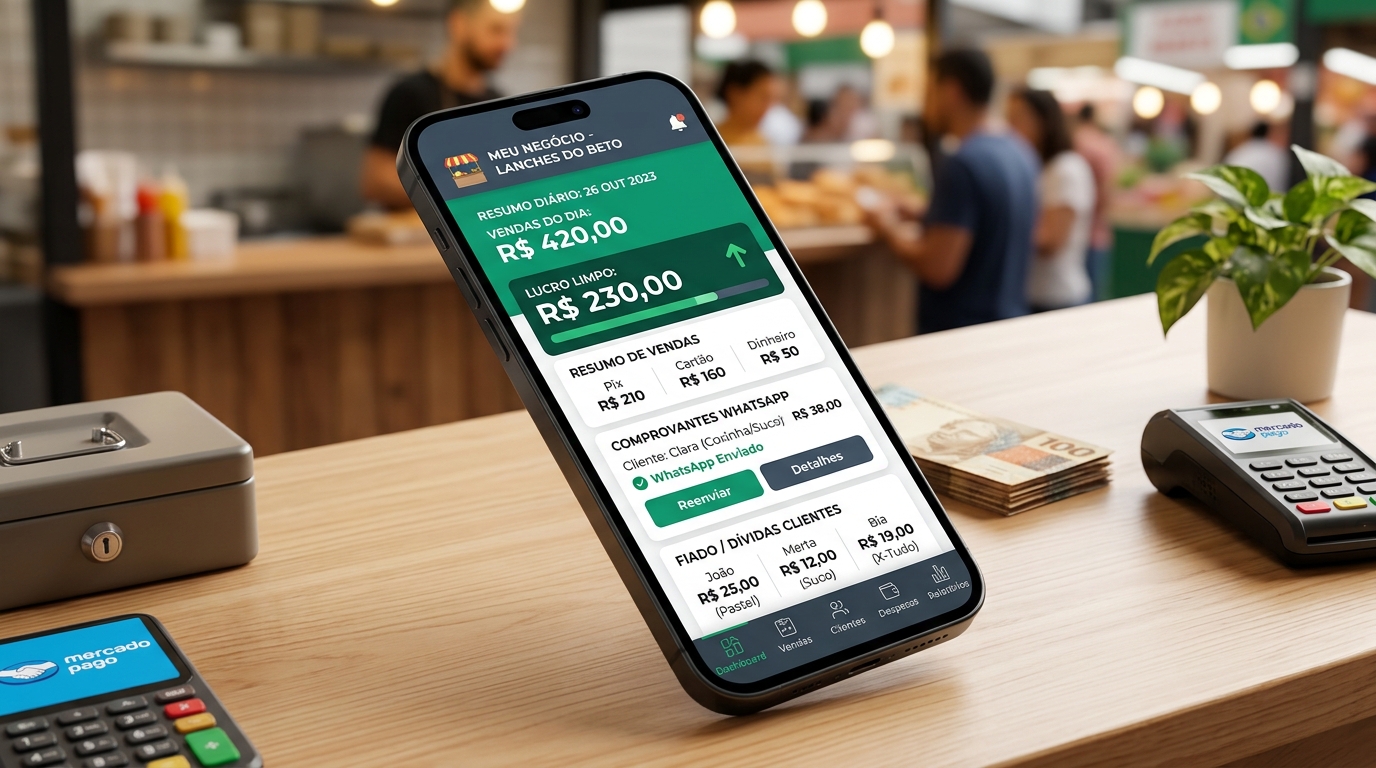 MEU NEGÓCIO -
LANCHES DO BETO
RESUMO DIÁRIO: 26 OUT 2023
VENDAS DO DIA:
R$ 420,00
LUCRO LIMPO:
R$ 230,00
RESUMO DE VENDAS
Pix
R$ 210
Cartão
R$ 160
Dinheiro
R$ 50
COMPROVANTES WHATSAPP
Cliente: Clara (Coxinha/Suco) R$ 38,00
WhatsApp Enviado
Reenviar
Detalhes
FIADO / DÍVIDAS CLIENTES
João
R$ 25,00
(Pastel)
Merta
R$ 12,00
(Suco)
Bia
R$ 19,00
(X-Tudo)
Dashboard
Vendas
Clientes
mercado
pago
mercado
pago
100